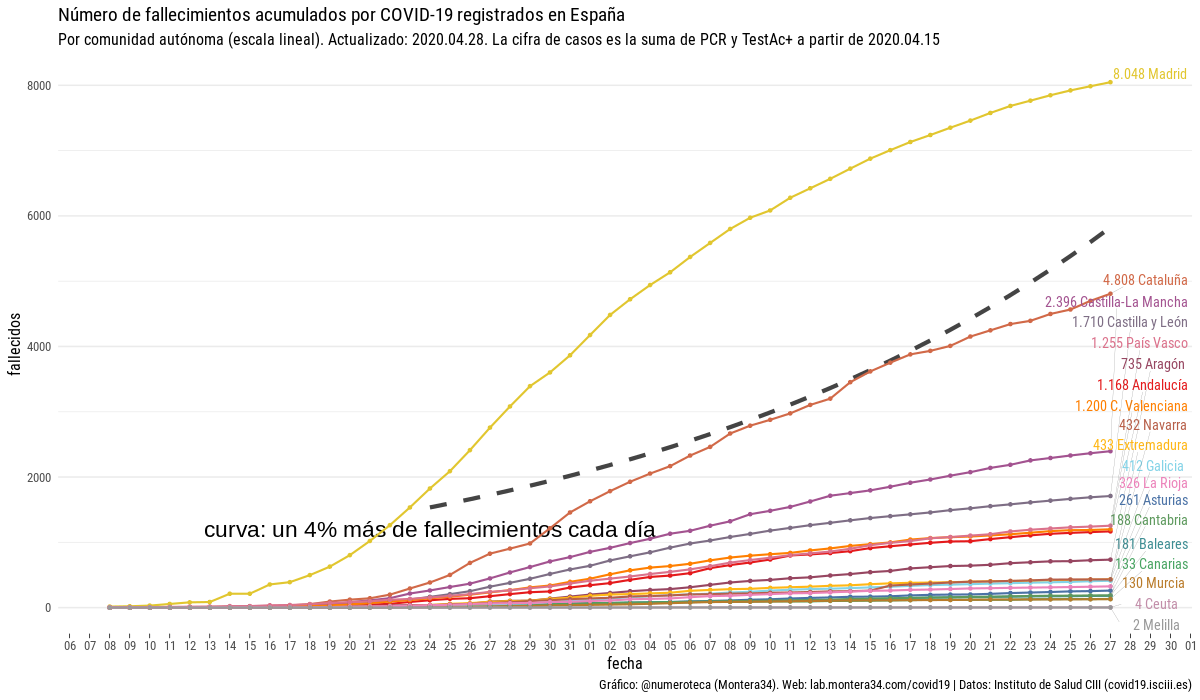 Número de fallecimientos acumulados por COVID-19 registrados en España
Por comunidad autónoma (escala lineal). Actualizado: 2020.04.28. La cifra de casos es la suma de PCR y TestAc+ a partir de 2020.04.15
8.048 Madrid
8000
6000
4.808 Cataluña
2.396 Castilla-La Mancha
1.710 Castilla y León
4000
1.255 País Vasco
735 Aragón
1.168 Andalucía
1.200 C. Valenciana
432 Navarra
433 Extremadura
412 Galicia
2000
326 La Rioja
261 Asturias
188 Cantabria
curva: un 4% más de fallecimientos cada día
181 Baleares
133 Canarias
130 Murcia
4 Ceuta
0
2 Melilla
fallecidos
06 07 08 09 10 11 12 13 14 15 16 17 18 19 20 21 22 23 24 25 26 27 28 29 30 31 01 02 03 04 05 06 07 08 09 10 11 12 13 14 15 16 17 18 19 20 21 22 23 24 25 26 27 28 29 30 01
fecha
Gráfico: @numeroteca (Montera34). Web: lab.montera34.com/covid19 | Datos: Instituto de Salud CIII (covid19.isciii.es)